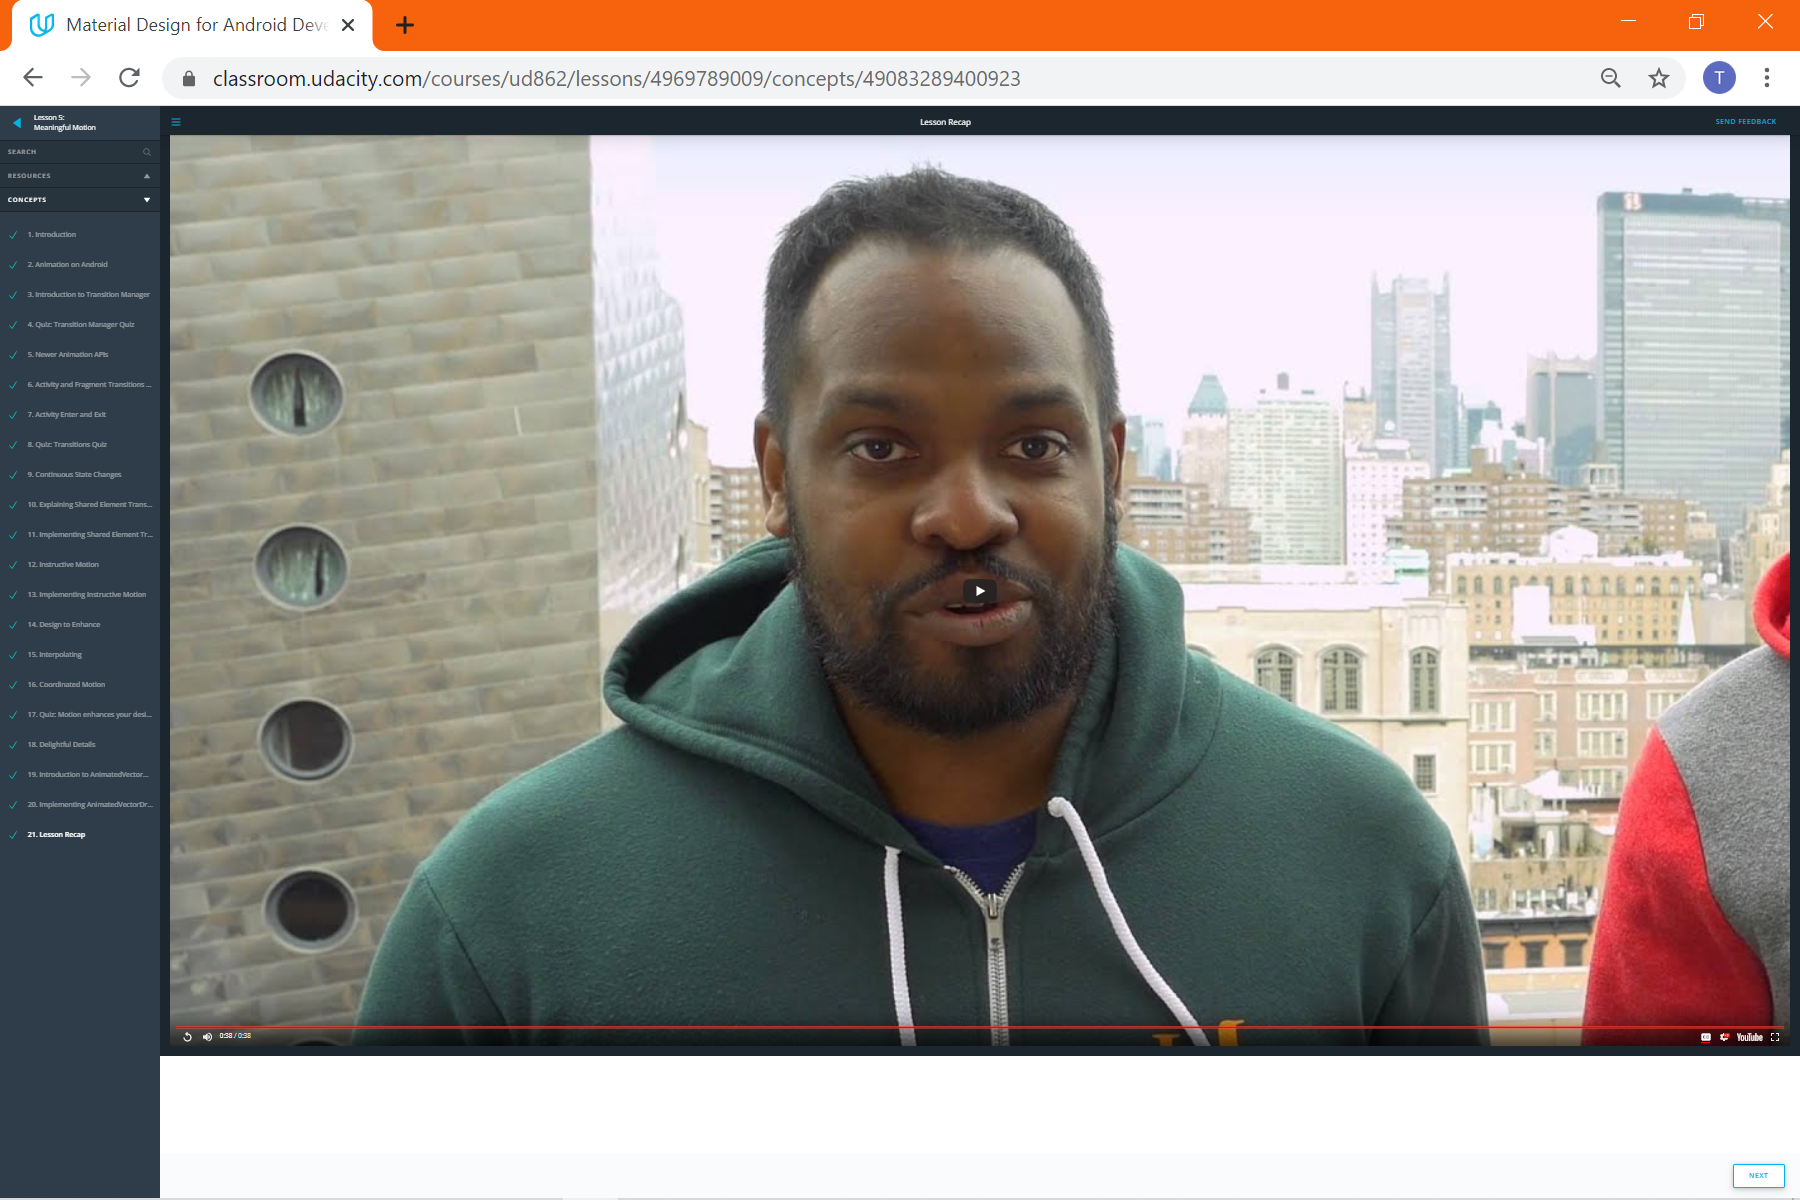 Material Design for Android Deve
classroom.udacity.com/courses/ud862/lessons/4969789009/concepts/49083289400923
T
Lesson 5:
Meaningful Motion
Lesson Recap
SEND FEEDBACK
SEARCH
RESOURCES
CONCEPTS
1. Introduction
2. Animation on Android
3. Introduction to Transition Manager
4. Quiz: Transition Manager Quiz
5. Newer Animation APIs
6. Activity and Fragment Transitions ...
7. Activity Enter and Exit
8. Quiz: Transitions Quiz
9. Continuous State Changes
10. Explaining Shared Element Trans...
11. Implementing Shared Element Tr...
12. Instructive Motion
13. Implementing Instructive Motion
14. Design to Enhance
15. Interpolating
16. Coordinated Motion
17. Quiz: Motion enhances your desi...
18. Delightful Details
19. Introduction to AnimatedVector...
20. Implementing AnimatedVectorDr...
21. Lesson Recap
0:38 / 0:38
YouTube
NEXT